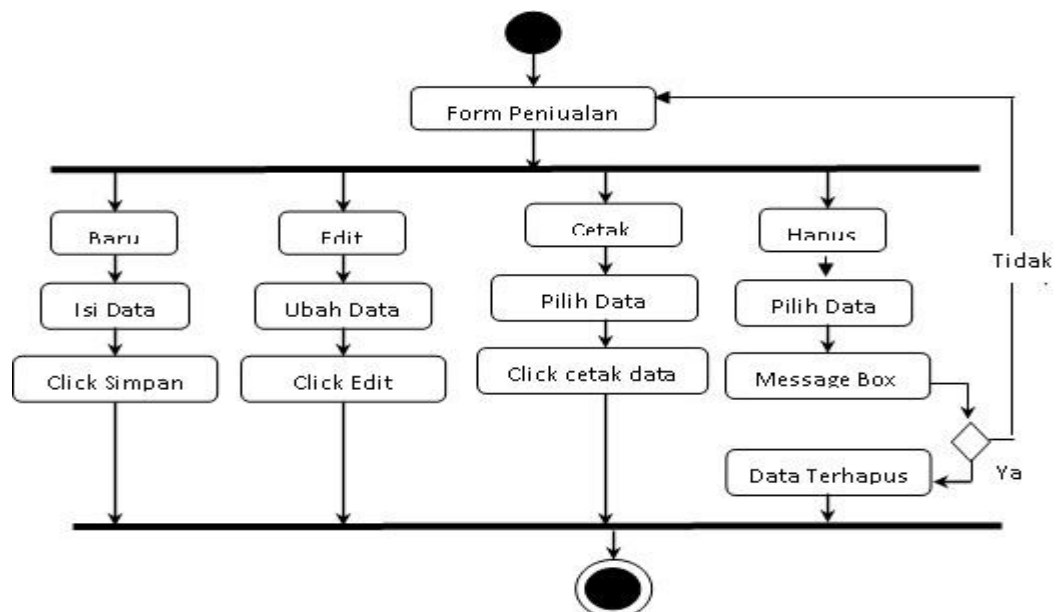 Form Penjualan
Baru
Edit
Cetak
Hapus
Tidak
Isi Data
Ubah Data
Pilih Data
Pilih Data
Click Simpan
Click Edit
Click cetak data
Message Box
Data Terhapus
Ya